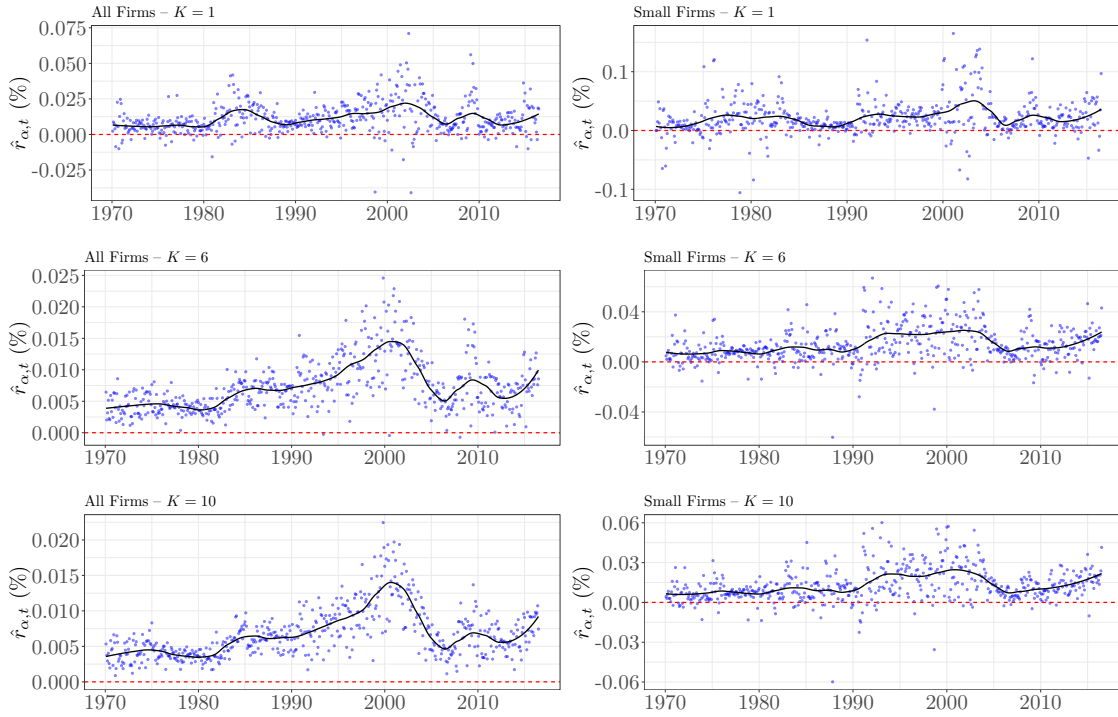 All Firms – K = 1
0.075
0.050
0.025
0.000
-0.025
r̂α,t (%)
1970 1980 1990 2000 2010
Small Firms – K = 1
0.1
0.0
-0.1
r̂α,t (%)
1970 1980 1990 2000 2010
All Firms – K = 6
0.025
0.020
0.015
0.010
0.005
0.000
r̂α,t (%)
1970 1980 1990 2000 2010
Small Firms – K = 6
0.04
0.00
-0.04
r̂α,t (%)
1970 1980 1990 2000 2010
All Firms – K = 10
0.020
0.015
0.010
0.005
0.000
r̂α,t (%)
1970 1980 1990 2000 2010
Small Firms – K = 10
0.06
0.03
0.00
-0.03
-0.06
r̂α,t (%)
1970 1980 1990 2000 2010